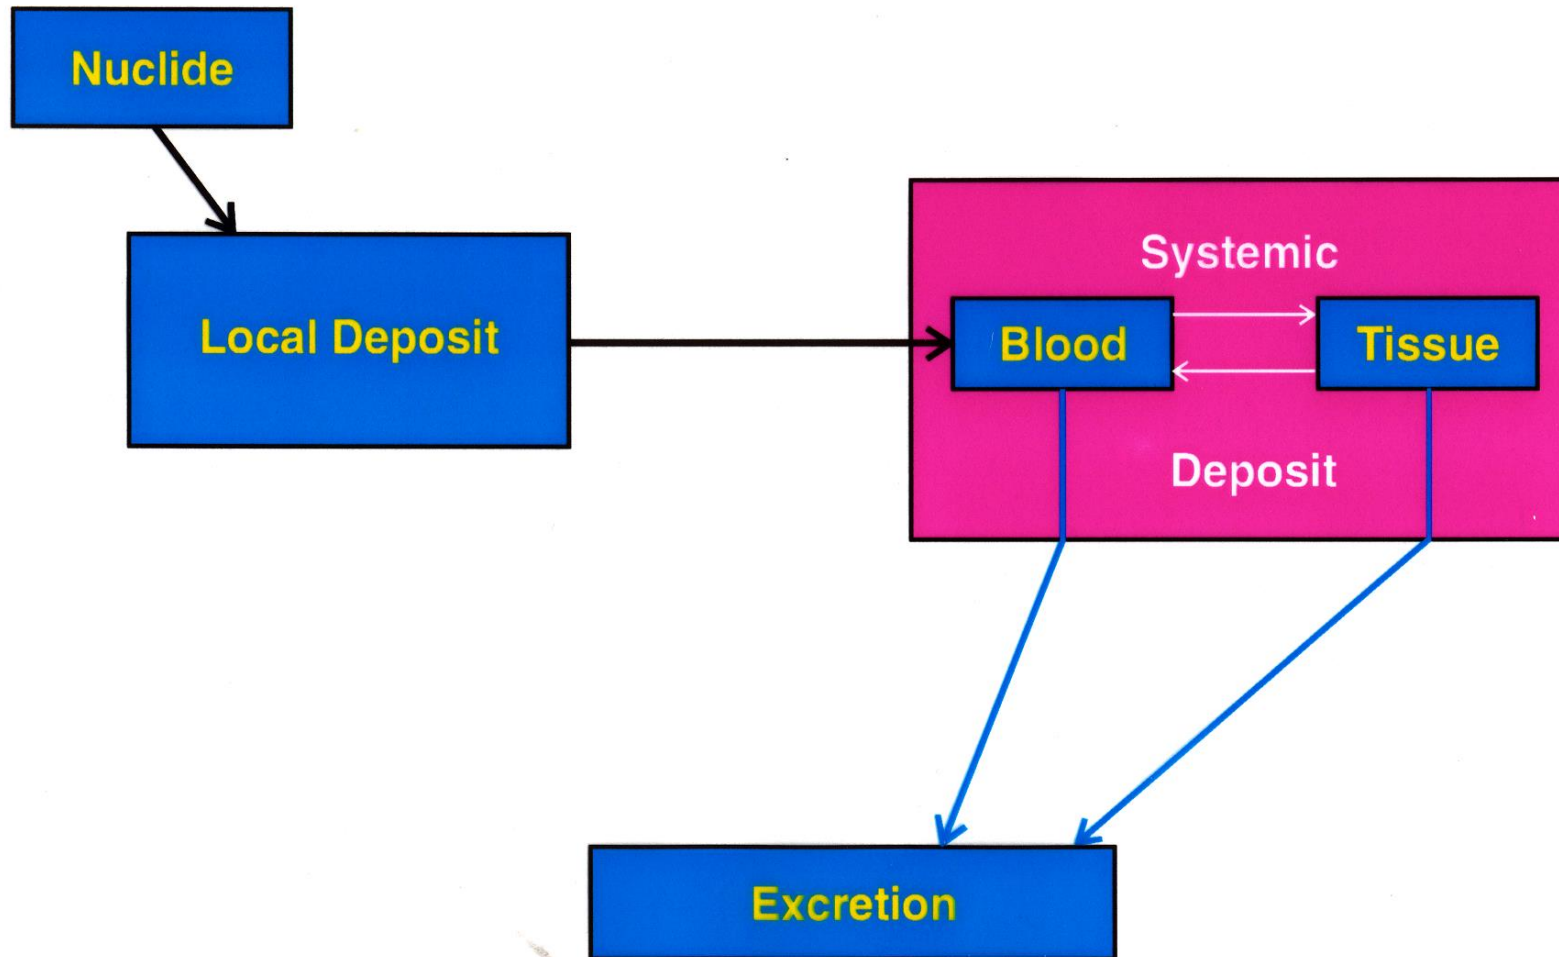 Nuclide
Systemic
Local Deposit
Blood
Tissue
Deposit
Excretion